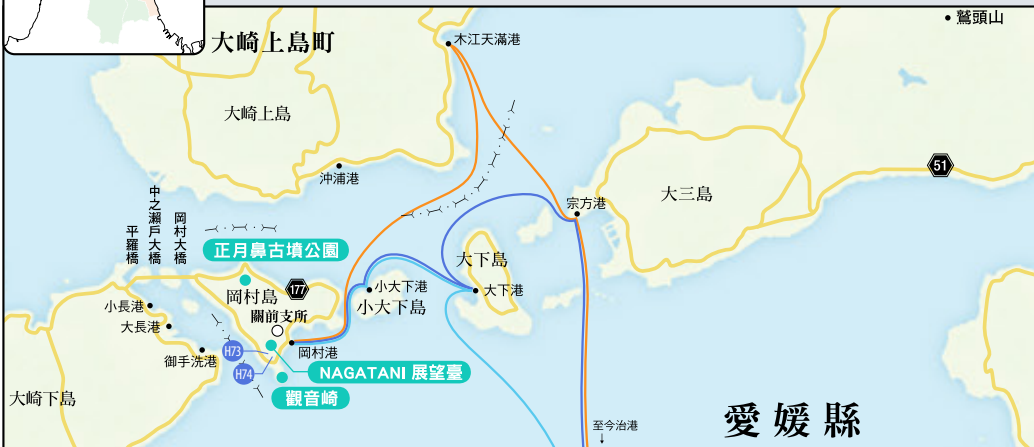 鷲頭山
大崎上島町
木江天滿港
大崎上島
51
沖浦港
大三島
宗方港
中之瀨戶大橋
岡村大橋
平羅橋
正月鼻古墳公園
大下島
小大下港
大下港
177
岡村島
小大下島
小長港
關前支所
大長港
岡村港
H73
御手洗港
H74
NAGATANI 展望臺
觀音崎
大崎下島
愛媛縣
至今治港
↓